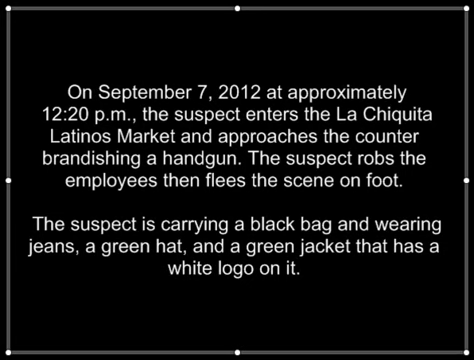 On September 7, 2012 at approximately
12:20 p.m., the suspect enters the La Chiquita
Latinos Market and approaches the counter
brandishing a handgun. The suspect robs the
employees then flees the scene on foot.
The suspect is carrying a black bag and wearing
jeans, a green hat, and a green jacket that has a
white logo on it.